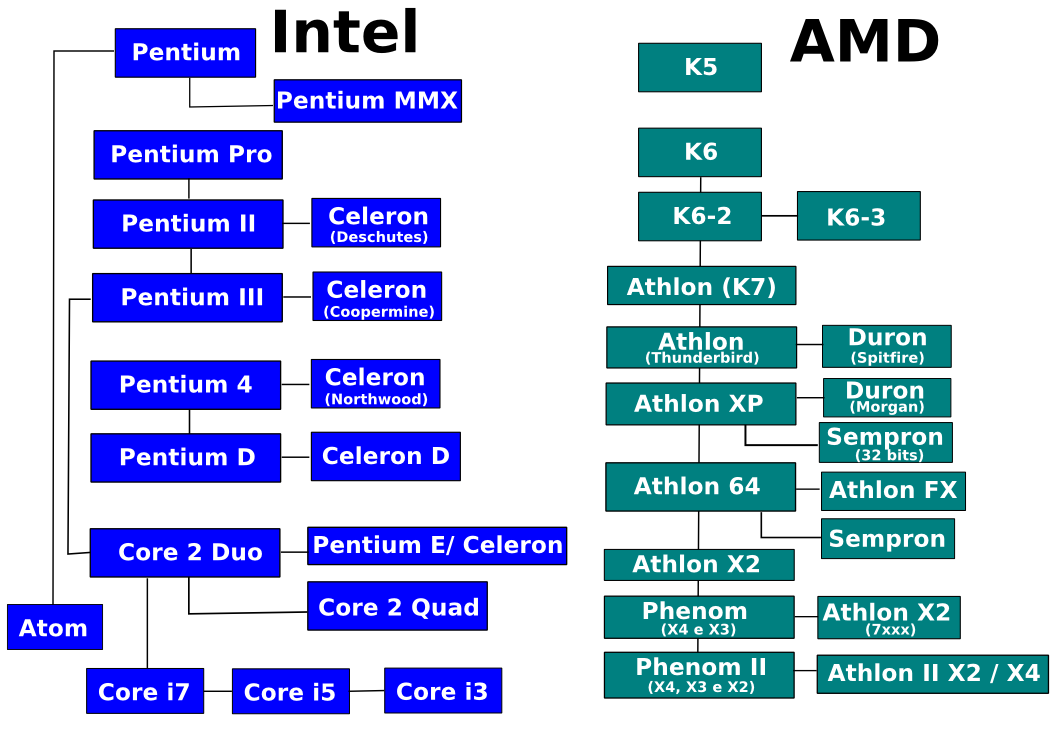 Intel
Pentium
Pentium MMX
Pentium Pro
Pentium II
Celeron
(Deschutes)
Pentium III
Celeron
(Coopermine)
Pentium 4
Celeron
(Northwood)
Pentium D
Celeron D
Core 2 Duo
Pentium E/ Celeron
Core 2 Quad
Atom
Core i7
Core i5
Core i3
AMD
K5
K6
K6-2
K6-3
Athlon (K7)
Athlon
(Thunderbird)
Duron
(Spitfire)
Athlon XP
Duron
(Morgan)
Sempron
(32 bits)
Athlon 64
Athlon FX
Sempron
Athlon X2
Phenom
(X4 e X3)
Athlon X2
(7xxx)
Phenom II
(X4, X3 e X2)
Athlon II X2 / X4